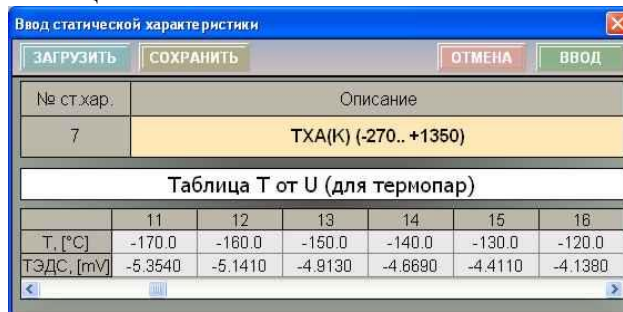 Ввод статической характеристики
ЗАГРУЗИТЬ СОХРАНИТЬ ОТМЕНА ВВОД
№ ст.хар. Описание
7 ТХА(К) (-270.. +1350)
Таблица Т от U (для термопар)
11 12 13 14 15 16
Т, [°C] -170.0 -160.0 -150.0 -140.0 -130.0 -120.0
ТЭДС, [mV] -5.3540 -5.1410 -4.9130 -4.6690 -4.4110 -4.1380